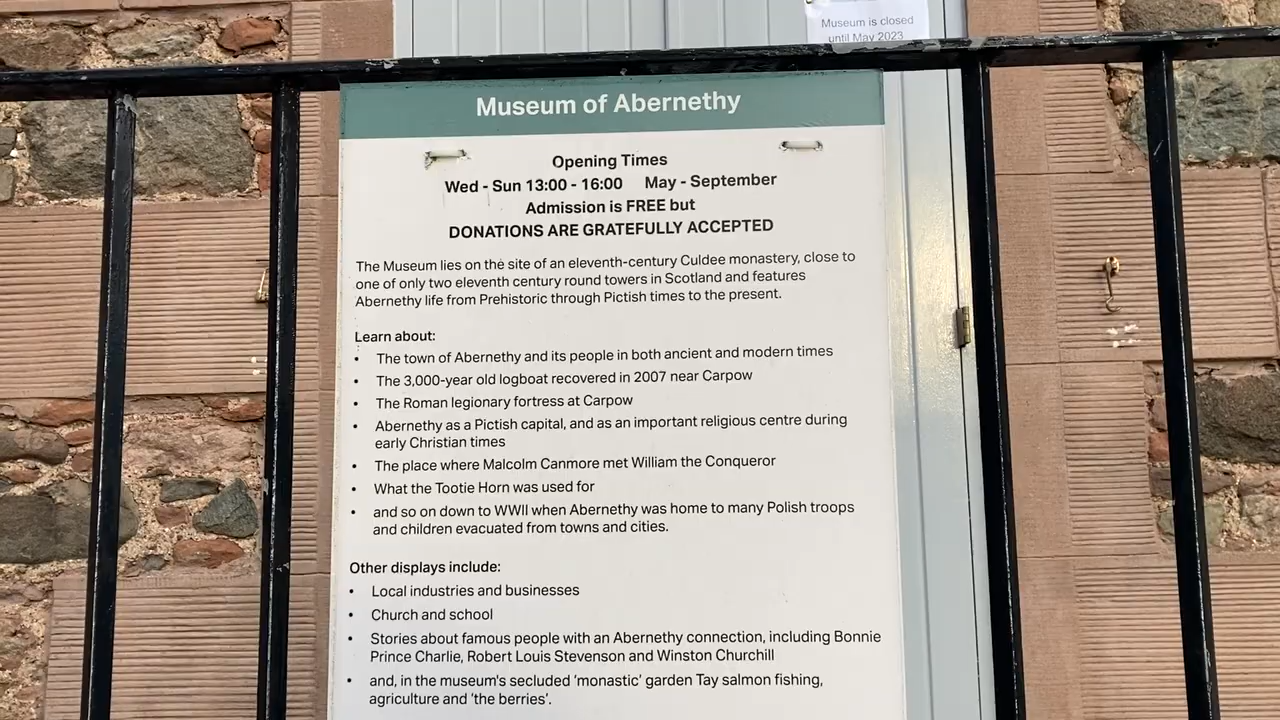 Museum is closed
until May 2023
Museum of Abernethy
Opening Times
Wed - Sun 13:00 - 16:00 May - September
Admission is FREE but
DONATIONS ARE GRATEFULLY ACCEPTED
The Museum lies on the site of an eleventh-century Culdee monastery, close to
one of only two eleventh century round towers in Scotland and features
Abernethy life from Prehistoric through Pictish times to the present.
Learn about:
• The town of Abernethy and its people in both ancient and modern times
• The 3,000-year old logboat recovered in 2007 near Carpow
• The Roman legionary fortress at Carpow
• Abernethy as a Pictish capital, and as an important religious centre during
early Christian times
• The place where Malcolm Canmore met William the Conqueror
• What the Tootie Horn was used for
• and so on down to WWII when Abernethy was home to many Polish troops
and children evacuated from towns and cities.
Other displays include:
• Local industries and businesses
• Church and school
• Stories about famous people with an Abernethy connection, including Bonnie
Prince Charlie, Robert Louis Stevenson and Winston Churchill
• and, in the museum's secluded 'monastic' garden Tay salmon fishing,
agriculture and 'the berries'.